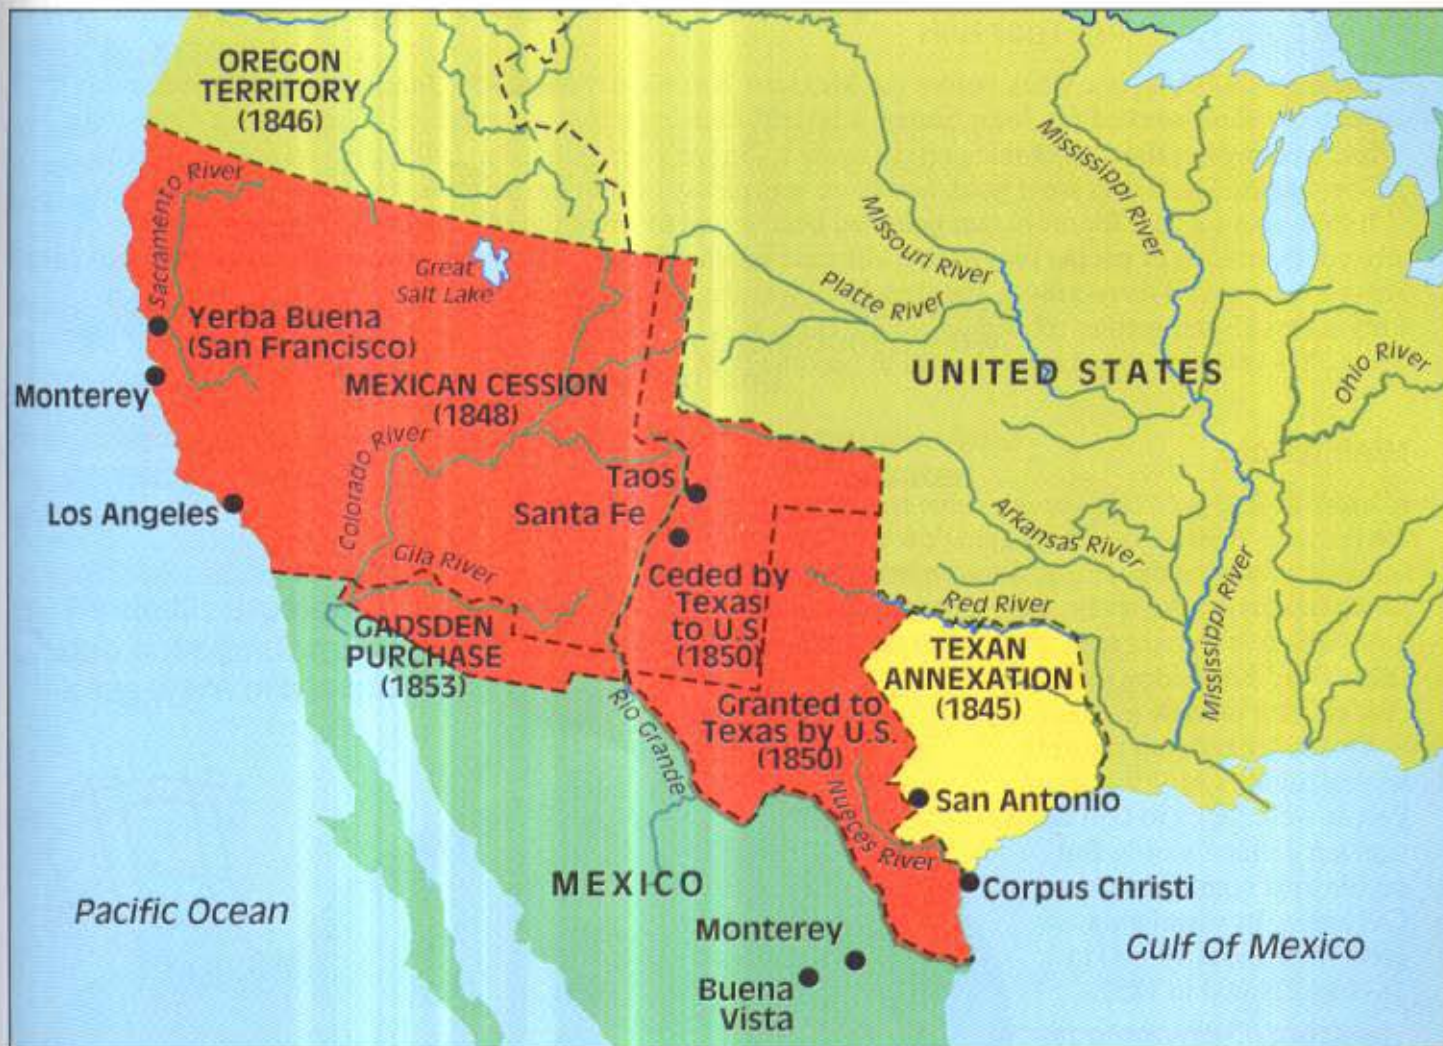 OREGON
TERRITORY
(1846)
Sacramento River
Great
Salt Lake
Yerba Buena
(San Francisco)
Monterey
MEXICAN CESSION
(1848)
Colorado River
Los Angeles
Taos
Santa Fe
Gila River
GADSDEN
PURCHASE
(1853)
Ceded by
Texas
to U.S
(1850)
Granted to
Texas by U.S.
(1850)
Rio Grande
Nueces River
Missouri River
Platte River
Mississippi River
UNITED STATES
Ohio River
Arkansas River
Red River
Mississippi River
TEXAN
ANNEXATION
(1845)
San Antonio
Corpus Christi
MEXICO
Monterey
Buena
Vista
Pacific Ocean
Gulf of Mexico